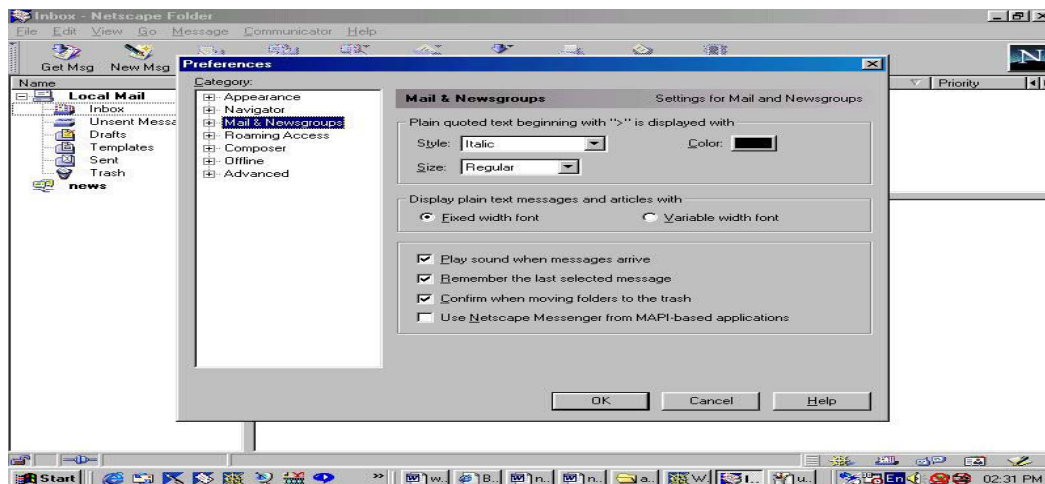 Inbox - Netscape Folder
File Edit View Go Message Communicator Help
Get Msg New Msg
N
Name
Priority
Local Mail
Inbox
Unsent Messa
Drafts
Templates
Sent
Trash
news
Preferences
Category:
Appearance
Navigator
Mail & Newsgroups
Roaming Access
Composer
Offline
Advanced
Mail & Newsgroups Settings for Mail and Newsgroups
Plain quoted text beginning with ">" is displayed with
Style: Italic Color:
Size: Regular
Display plain text messages and articles with
Fixed width font Variable width font
Play sound when messages arrive
Remember the last selected message
Confirm when moving folders to the trash
Use Netscape Messenger from MAPI-based applications
OK Cancel Help
Start » w.. B.. n.. n.. a.. W.. I.. u.. En 02:31 PM